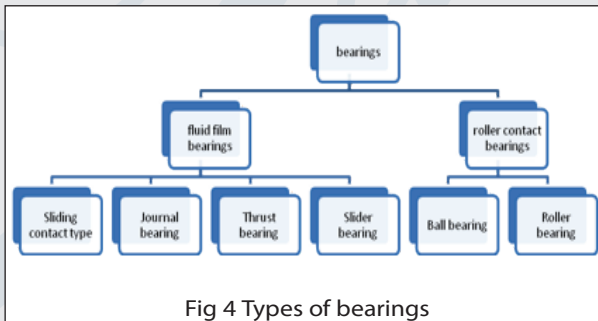 bearings
fluid film
bearings
roller contact
bearings
Sliding
contact type
Journal
bearing
Thrust
bearing
Slider
bearing
Ball bearing
Roller
bearing
Fig 4 Types of bearings